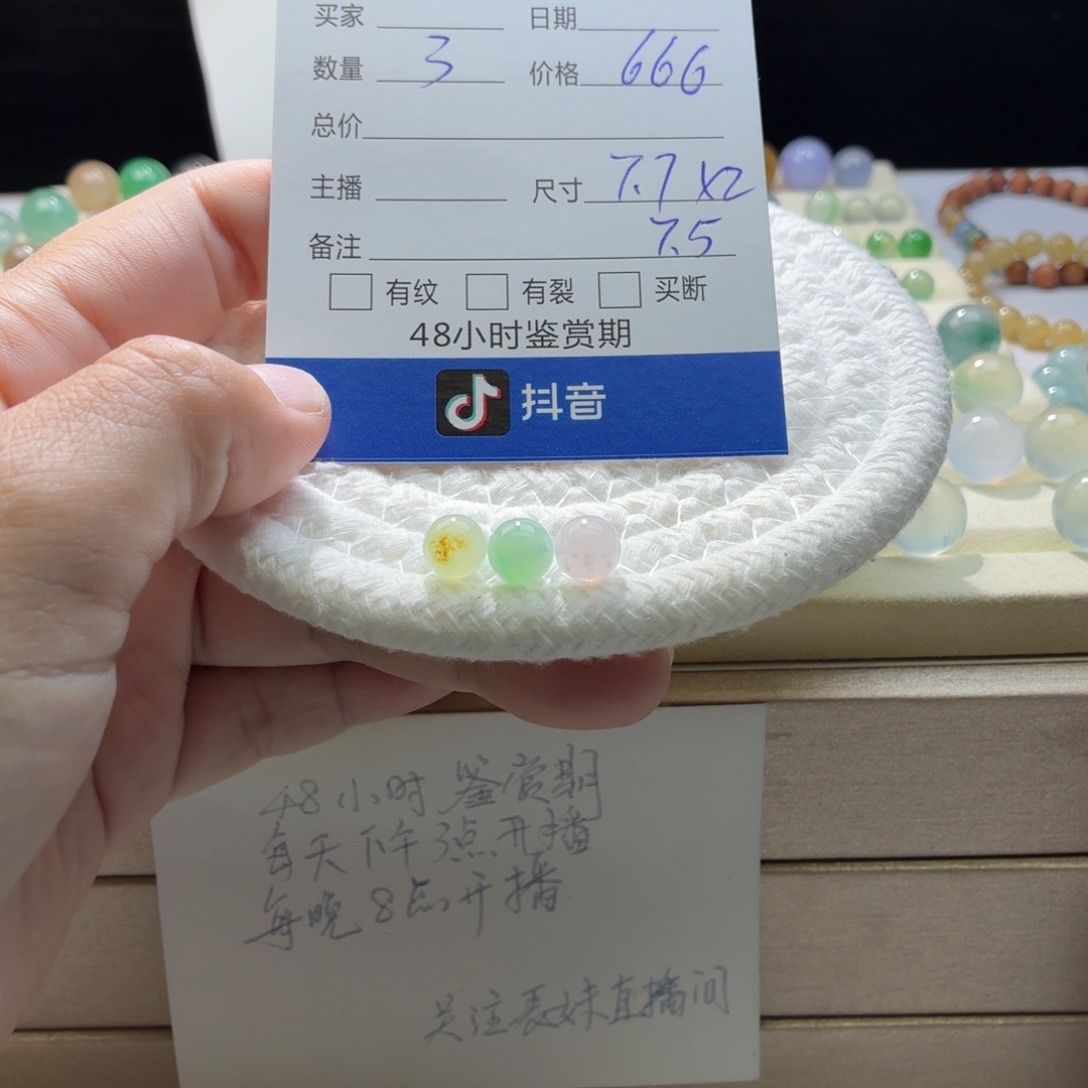 买家 日期
数量 3 价格 666
总价
主播 尺寸 7.7 x2
备注 7.5
有纹 有裂 买断
48小时鉴赏期
抖音
48小时鉴赏期
每天下午3点开播
每晚8点开播
关注表妹直播间